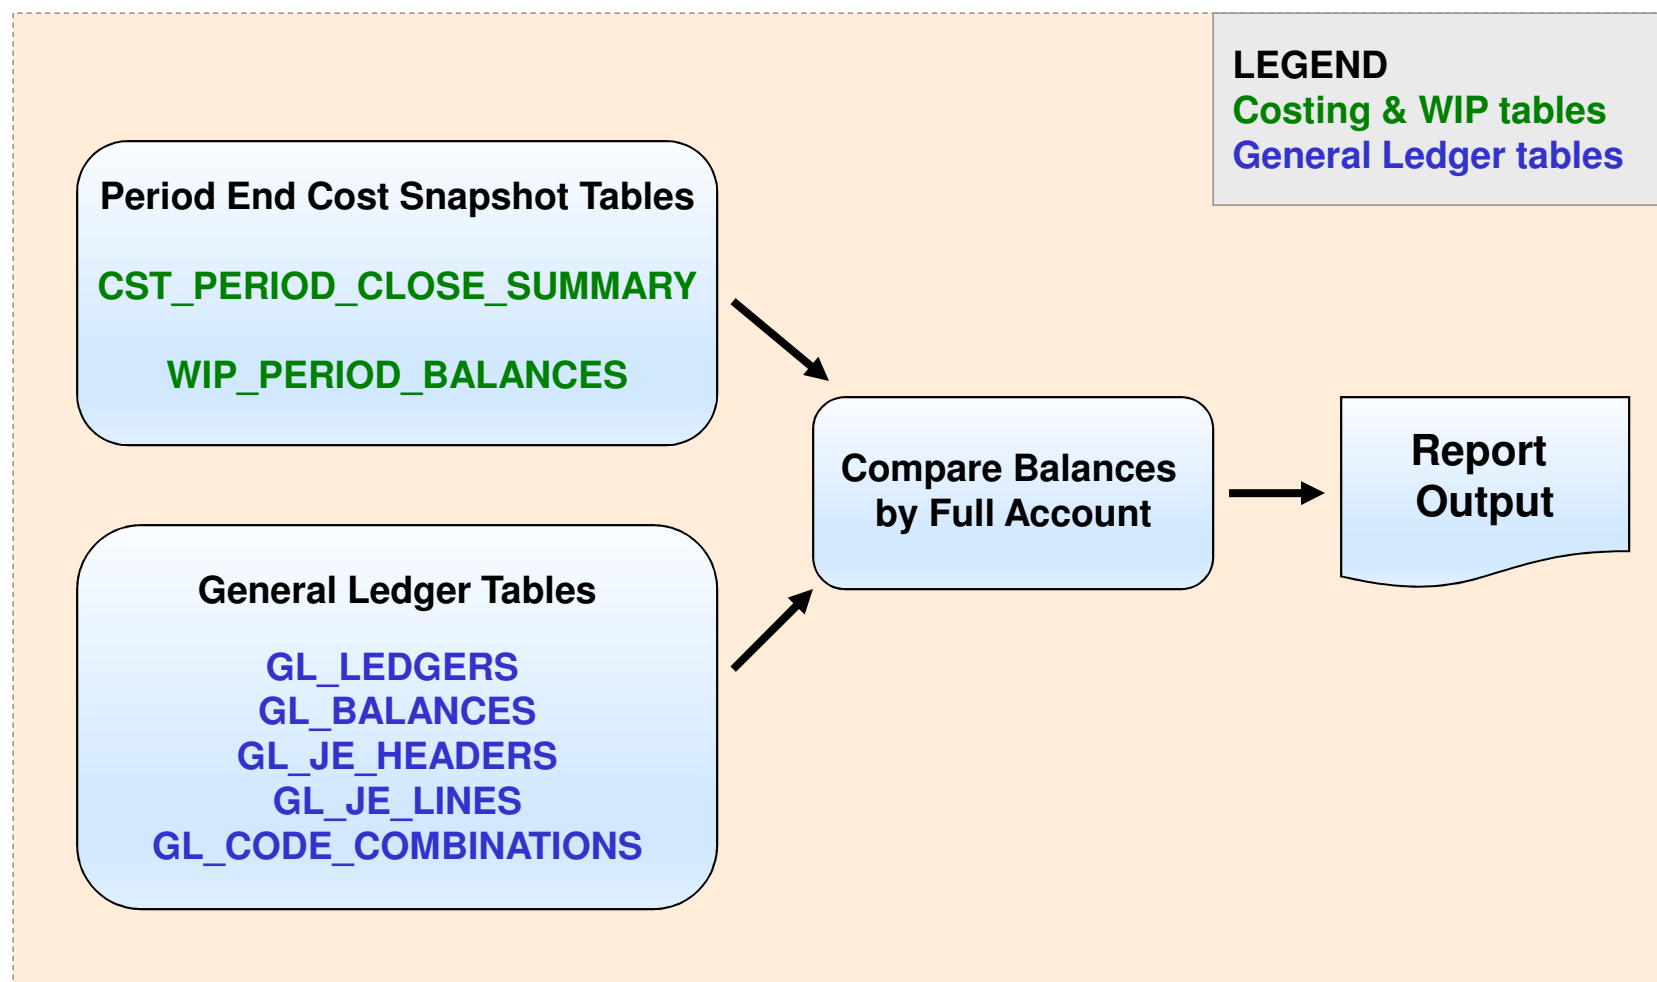 LEGEND
Costing & WIP tables
General Ledger tables
Period End Cost Snapshot Tables
CST_PERIOD_CLOSE_SUMMARY
WIP_PERIOD_BALANCES
General Ledger Tables
GL_LEDGERS
GL_BALANCES
GL_JE_HEADERS
GL_JE_LINES
GL_CODE_COMBINATIONS
Compare Balances
by Full Account
Report
Output